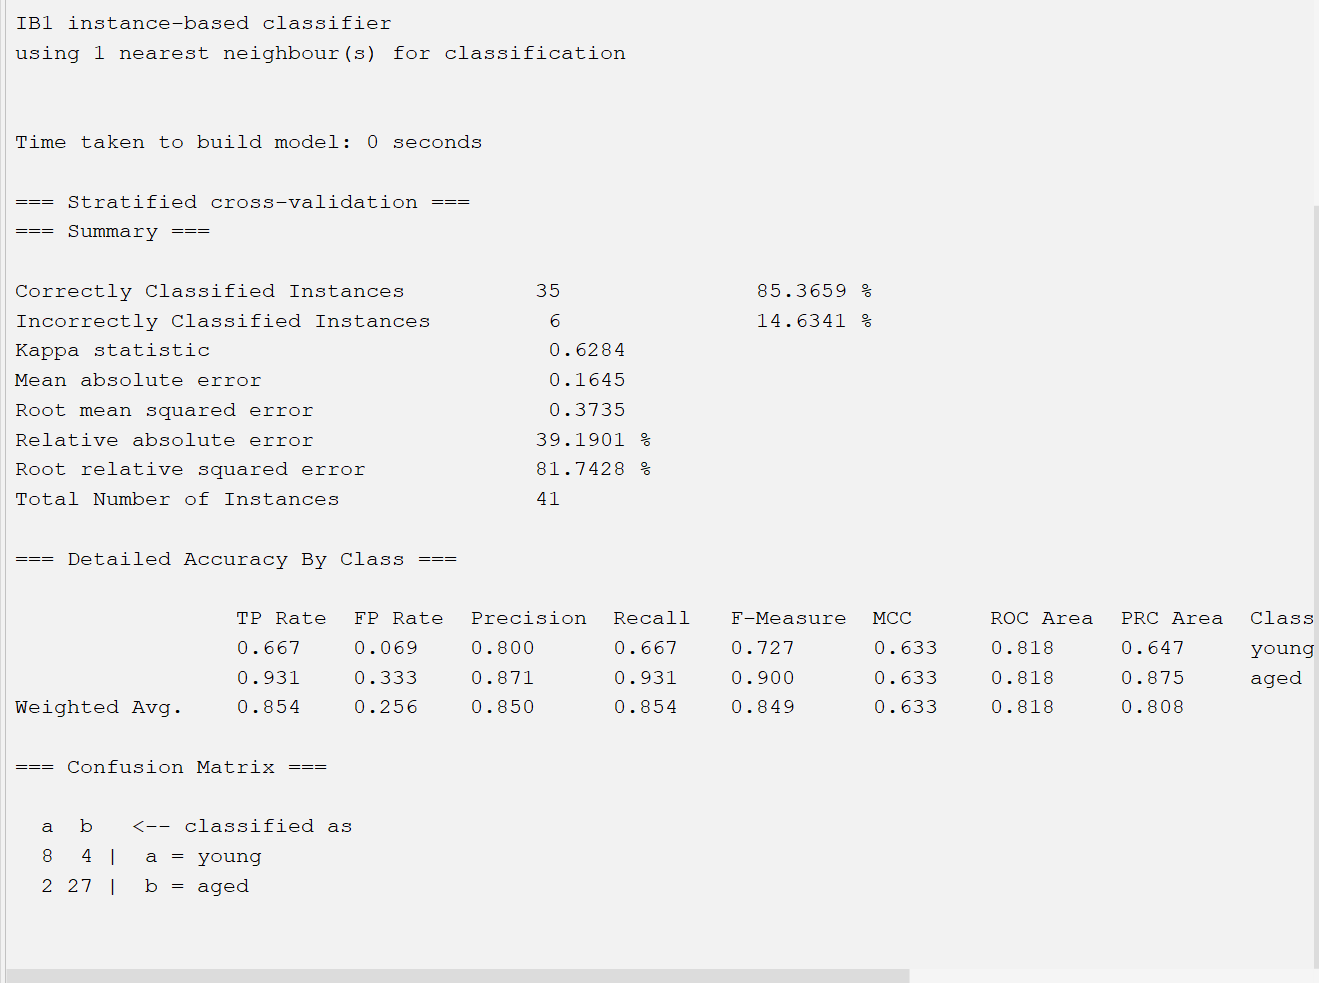 IB1 instance-based classifier
using 1 nearest neighbour(s) for classification
Time taken to build model: 0 seconds
=== Stratified cross-validation ===
=== Summary ===
Correctly Classified Instances          35               85.3659 %
Incorrectly Classified Instances         6               14.6341 %
Kappa statistic                          0.6284
Mean absolute error                      0.1645
Root mean squared error                  0.3735
Relative absolute error                 39.1901 %
Root relative squared error             81.7428 %
Total Number of Instances               41
=== Detailed Accuracy By Class ===
                 TP Rate  FP Rate  Precision  Recall   F-Measure  MCC      ROC Area  PRC Area  Class
                 0.667    0.069    0.800      0.667    0.727      0.633    0.818     0.647     young
                 0.931    0.333    0.871      0.931    0.900      0.633    0.818     0.875     aged
Weighted Avg.    0.854    0.256    0.850      0.854    0.849      0.633    0.818     0.808
=== Confusion Matrix ===
  a  b   <-- classified as
  8  4 |  a = young
  2 27 |  b = aged